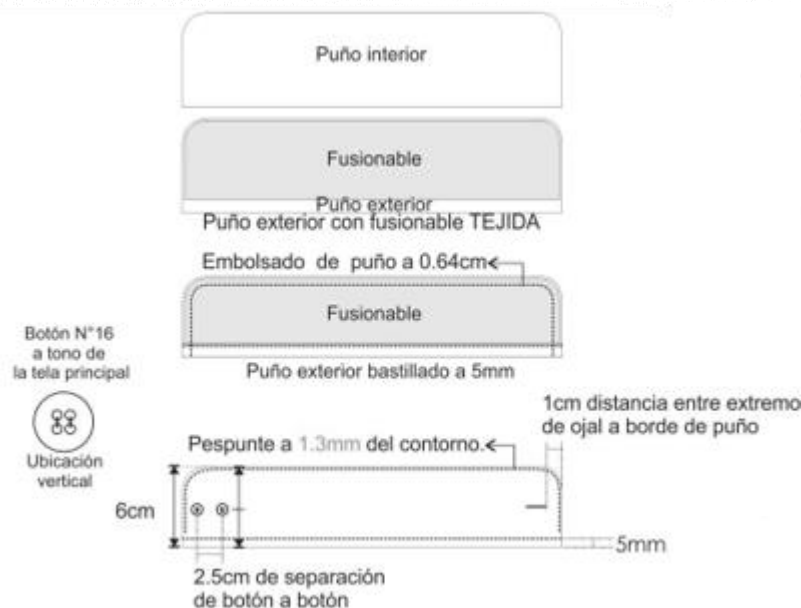 Puño interior
Fusionable
Puño exterior
Puño exterior con fusionable TEJIDA
Embolsado de puño a 0.64cm
Fusionable
Puño exterior bastillado a 5mm
Botón N°16
a tono de
la tela principal
Ubicación
vertical
1cm distancia entre extremo
de ojal a borde de puño
Pespunte a 1.3mm del contorno.
6cm
5mm
2.5cm de separación
de botón a botón